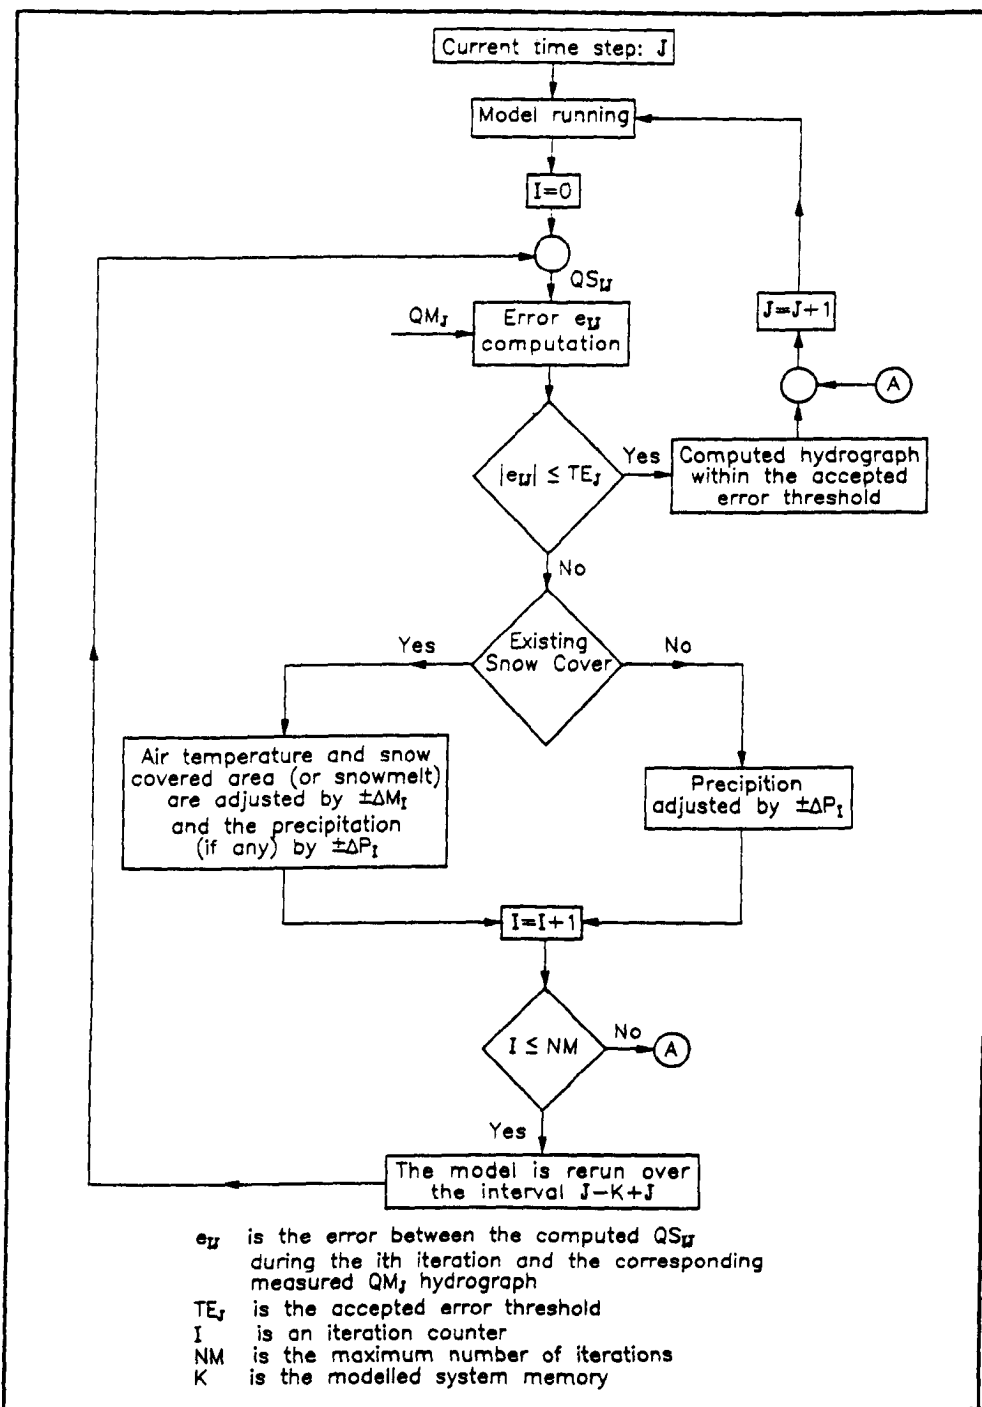 Current time step: J
Model running
I=0
QS_IJ
QM_J
Error e_IJ
computation
J=J+1
A
|e_IJ| ≤ TE_J
Yes
Computed hydrograph
within the accepted
error threshold
No
Existing
Snow Cover
Yes
No
Air temperature and snow
covered area (or snowmelt)
are adjusted by ±ΔM_I
and the precipitation
(if any) by ±ΔP_I
Precipition
adjusted by ±ΔP_I
I=I+1
I ≤ NM
No
A
Yes
The model is rerun over
the interval J-K+J
e_IJ is the error between the computed QS_IJ
during the ith iteration and the corresponding
measured QM_J hydrograph
TE_J is the accepted error threshold
I is an iteration counter
NM is the maximum number of iterations
K is the modelled system memory